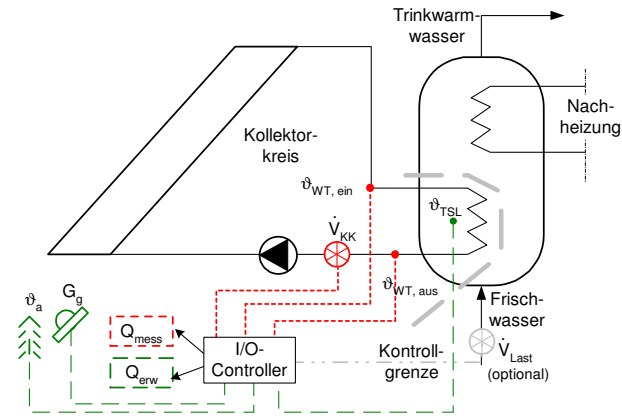 Trinkwarm-
wasser
Nach-
heizung
Kollektor-
kreis
ϑWT, ein
ϑTSL
V̇KK
ϑWT, aus
ϑa
Gg
Frisch-
wasser
Qmess
I/O-
Controller
Qerw
Kontroll-
grenze
V̇Last
(optional)